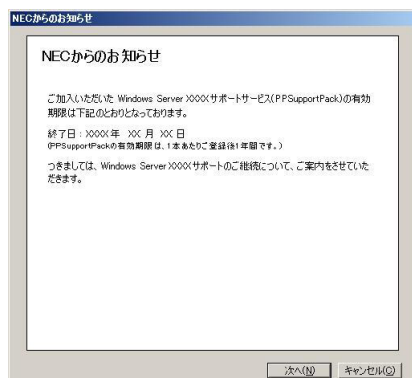 NECからのお知らせ
NECからのお知らせ
ご加入いただいた Windows Server XXXXサポートサービス(PPSupportPack)の有効
期限は下記のとおりとなっております。
終了日：XXXX年 XX 月 XX 日
(PPSupportPackの有効期限は、1本あたりご登録後1年間です。)
つきましては、Windows Server XXXXサポートのご継続について、ご案内をさせていた
だきます。
次へ(N) キャンセル(C)